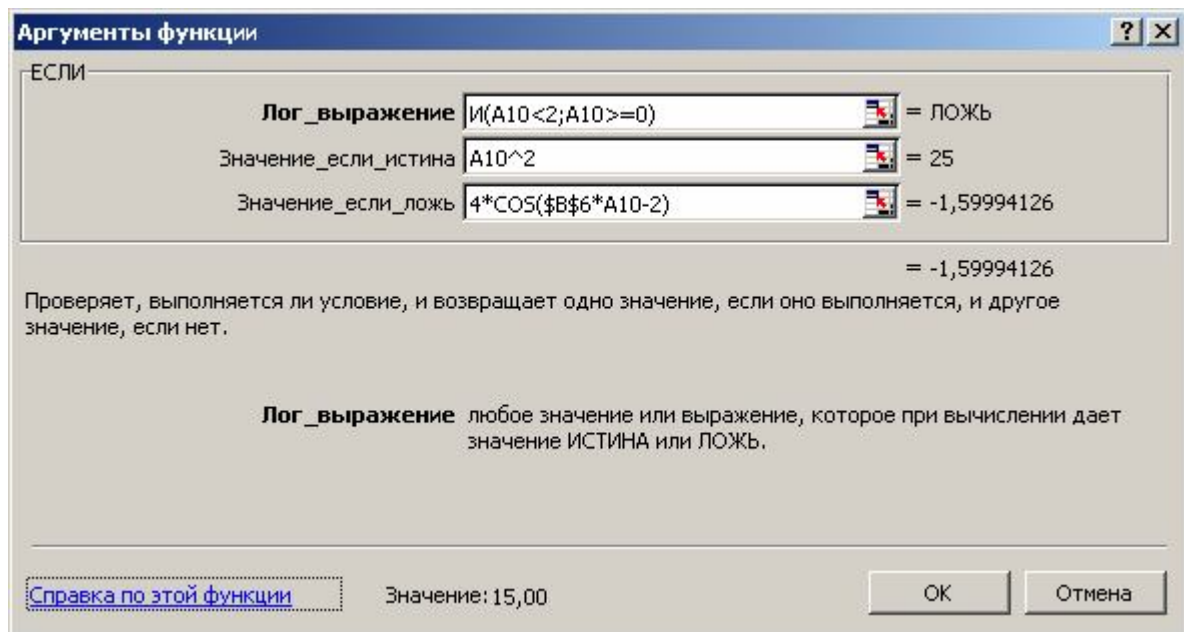 Аргументы функции
ЕСЛИ
Лог_выражение И(A10<2;A10>=0) = ЛОЖЬ
Значение_если_истина A10^2 = 25
Значение_если_ложь 4*COS($B$6*A10-2) = -1,59994126
= -1,59994126
Проверяет, выполняется ли условие, и возвращает одно значение, если оно выполняется, и другое
значение, если нет.
Лог_выражение любое значение или выражение, которое при вычислении дает
значение ИСТИНА или ЛОЖЬ.
Справка по этой функции Значение: 15,00 ОК Отмена